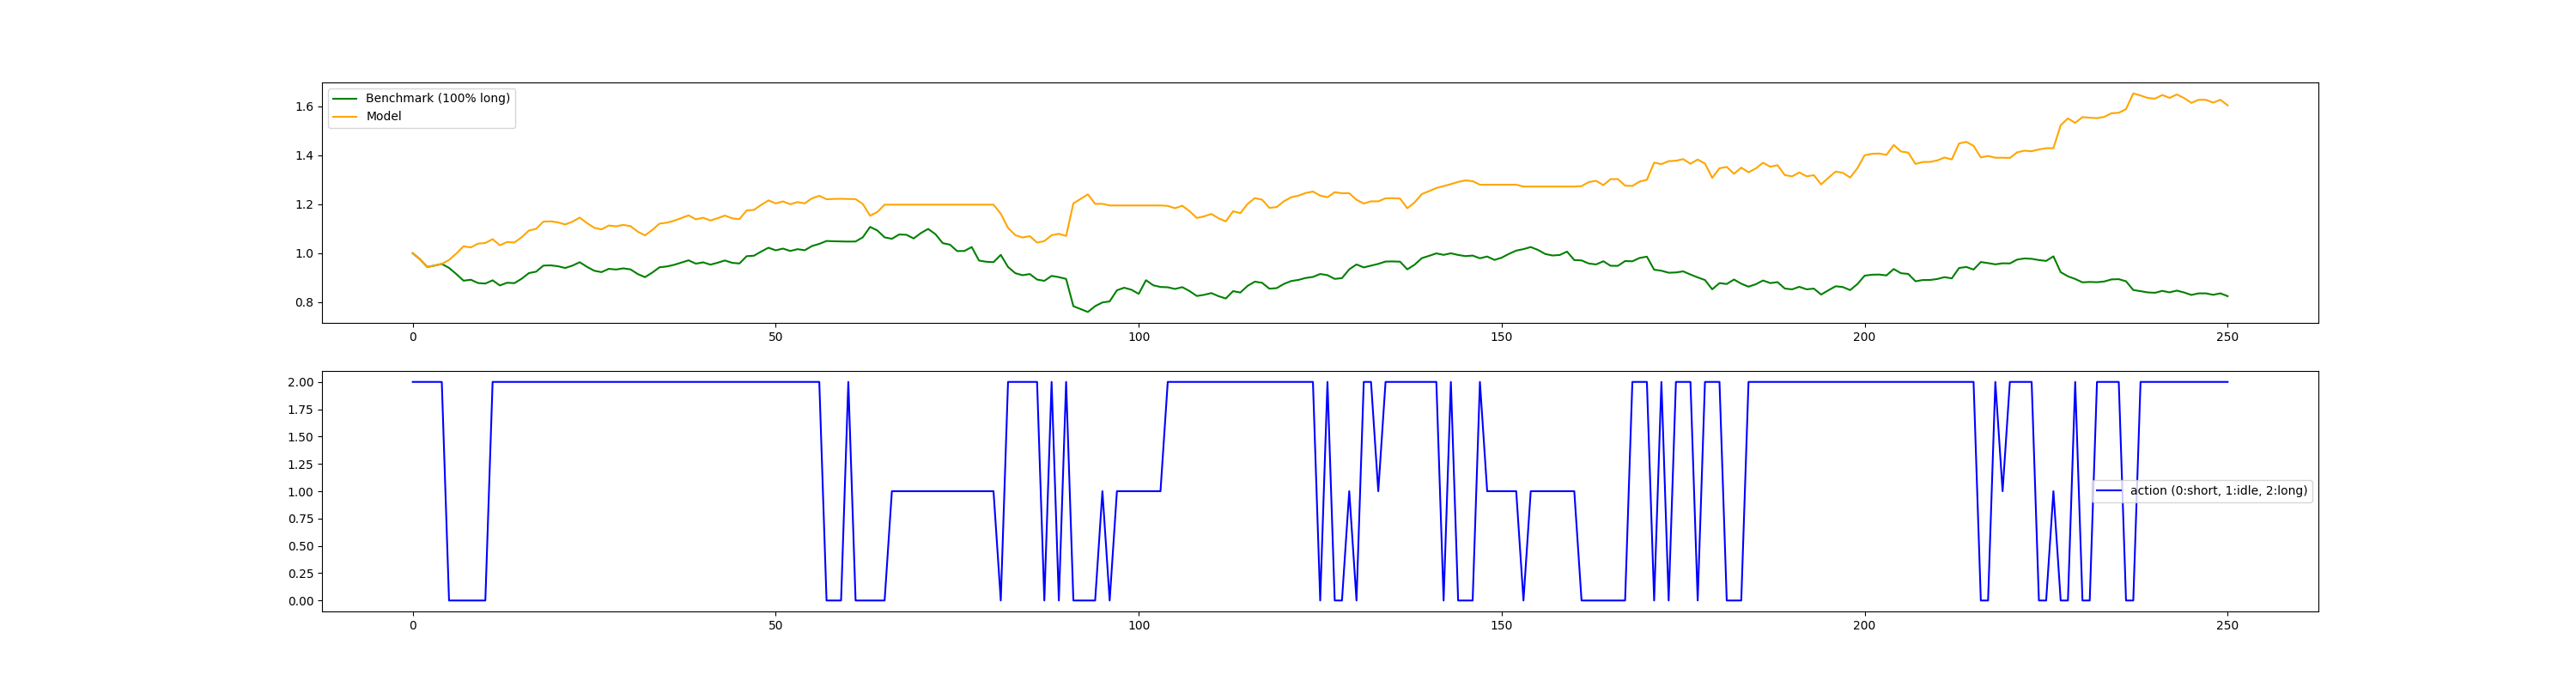 Benchmark (100% long)
Model
1.6
1.4
1.2
1.0
0.8
0 50 100 150 200 250
2.00
1.75
1.50
1.25
1.00
0.75
0.50
0.25
0.00
action (0:short, 1:idle, 2:long)
0 50 100 150 200 250